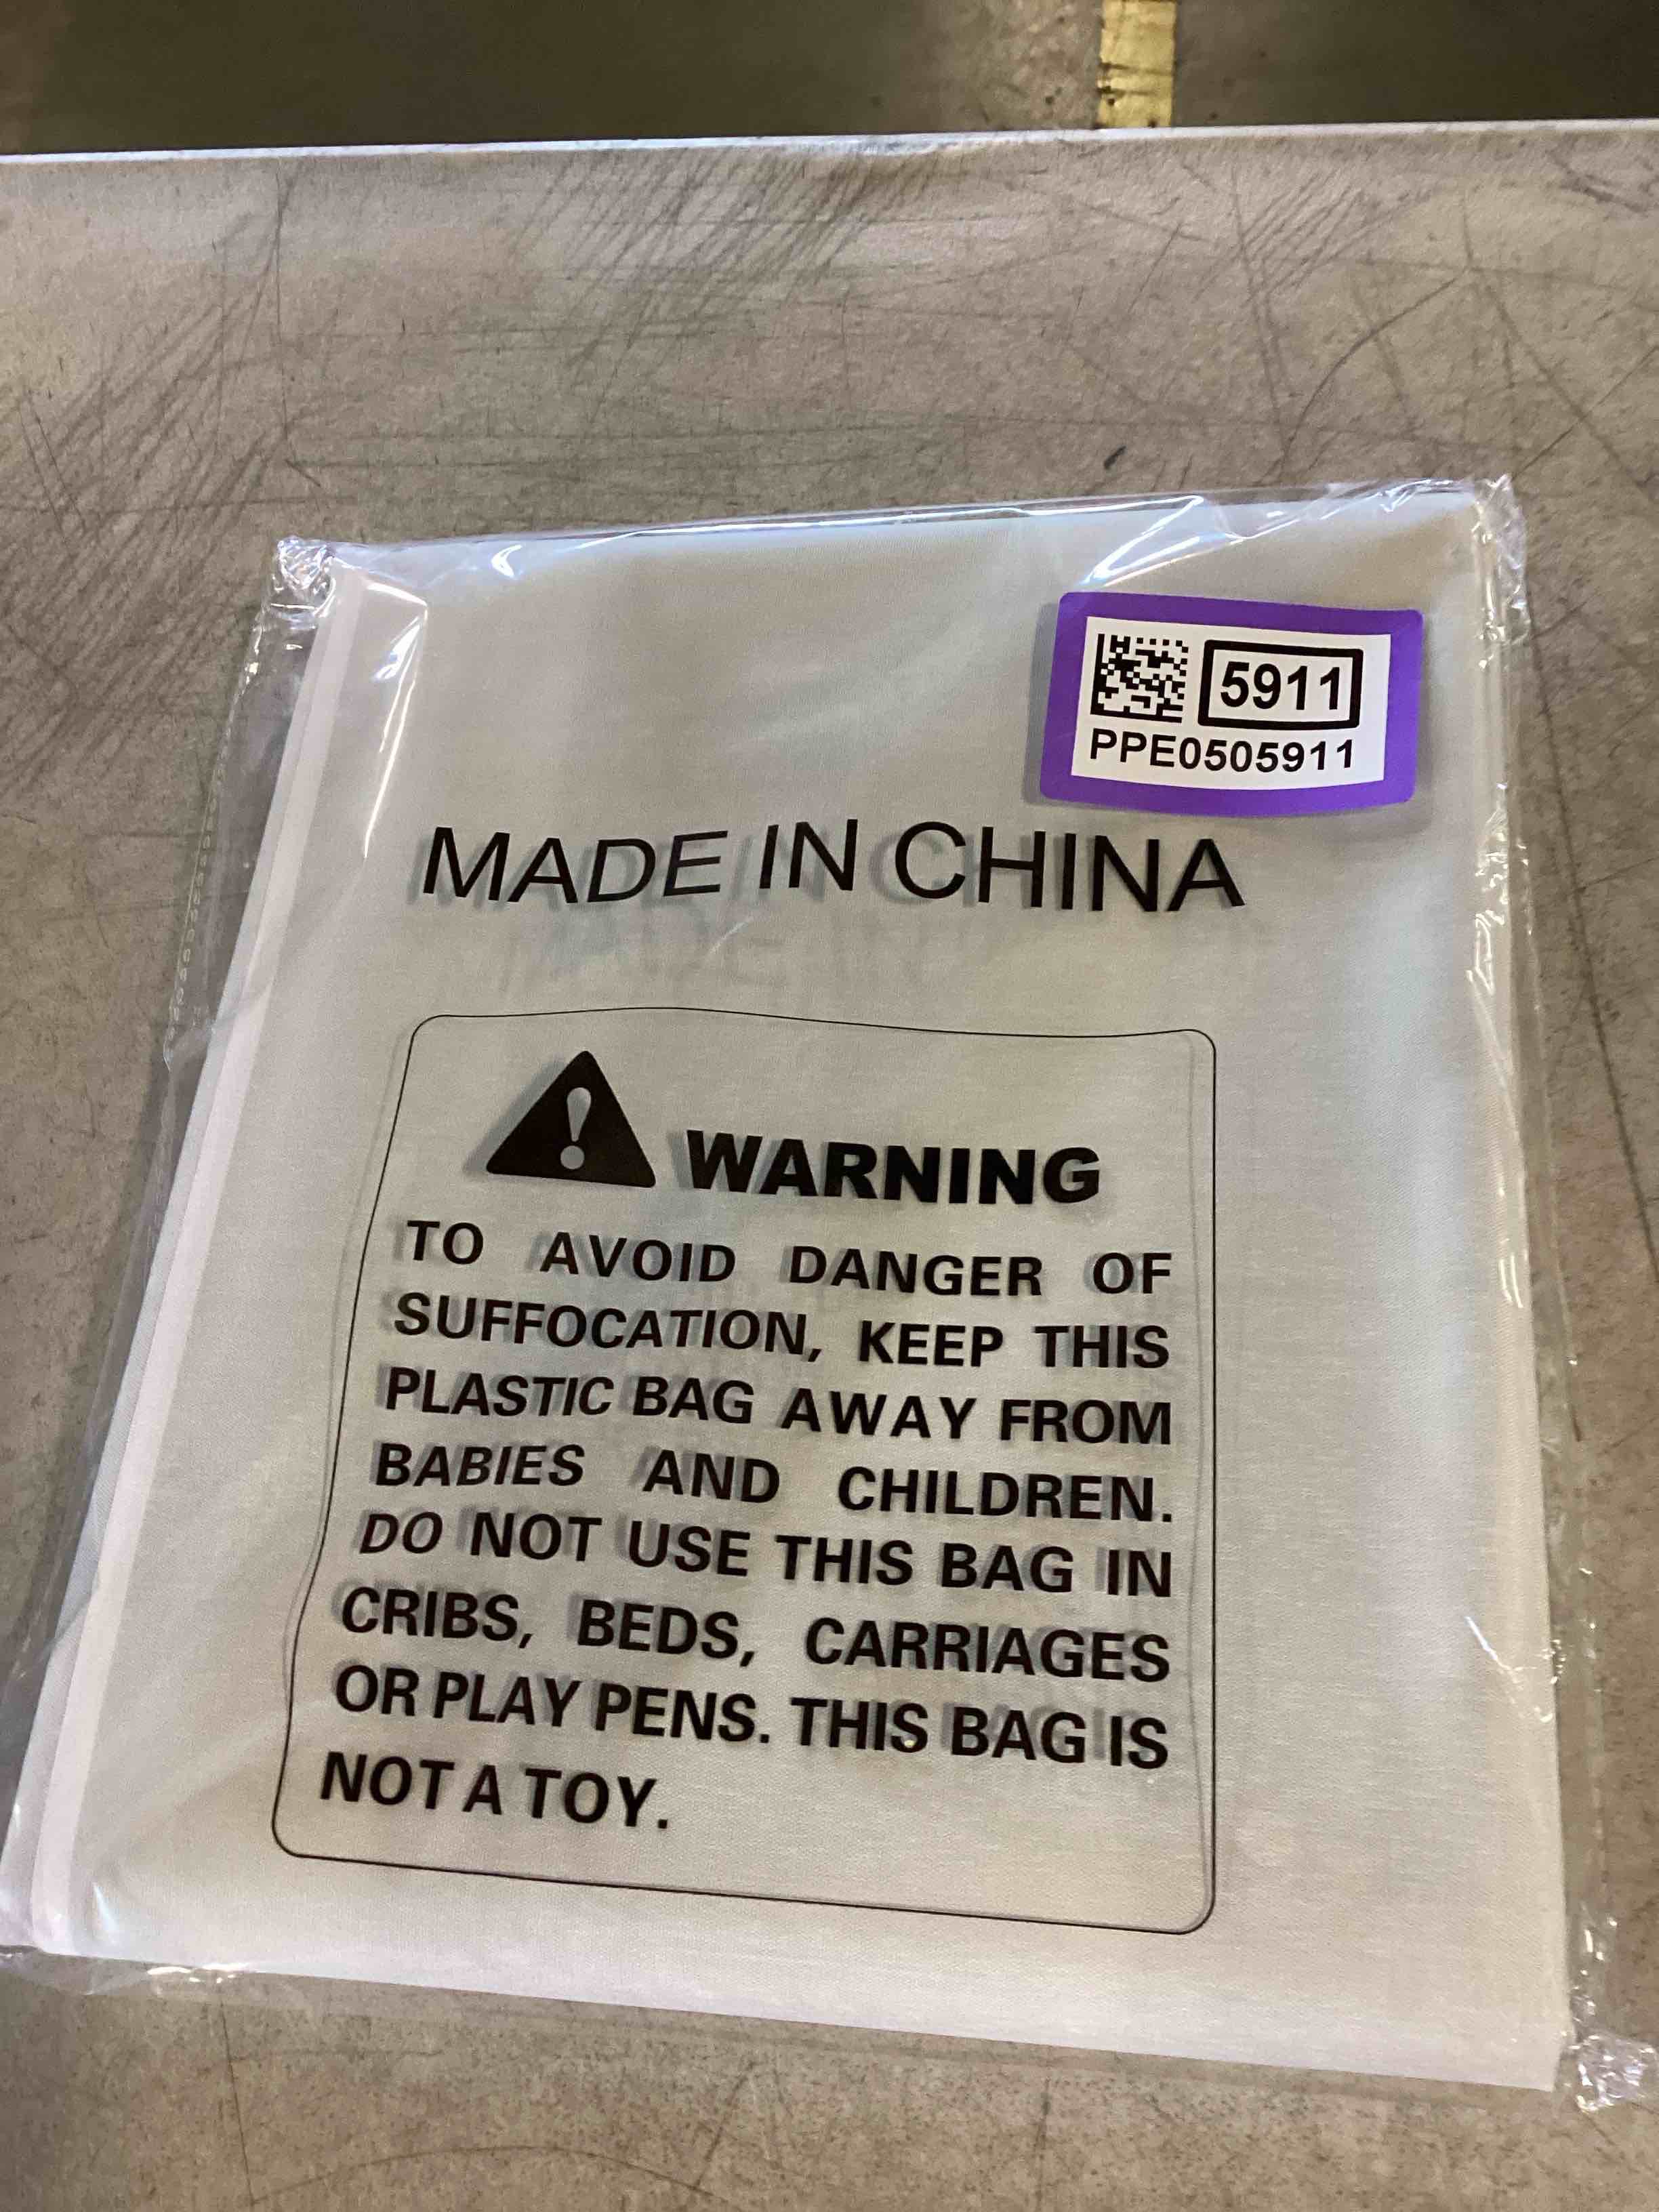 5911
PPE0505911
MADE IN CHINA
WARNING
TO AVOID DANGER OF
SUFFOCATION, KEEP THIS
PLASTIC BAG AWAY FROM
BABIES AND CHILDREN.
DO NOT USE THIS BAG IN
CRIBS, BEDS, CARRIAGES
OR PLAY PENS. THIS BAG IS
NOT A TOY.